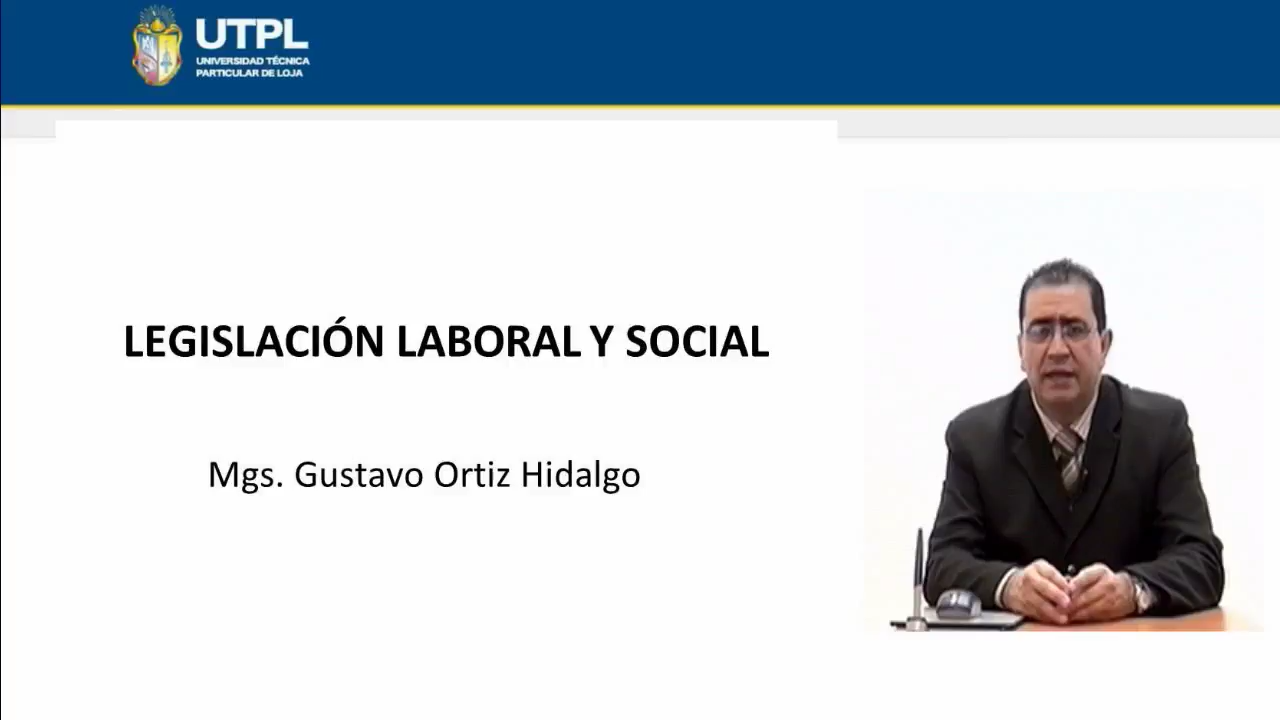 UTPL
UNIVERSIDAD TÉCNICA
PARTICULAR DE LOJA
LEGISLACIÓN LABORAL Y SOCIAL
Mgs. Gustavo Ortiz Hidalgo